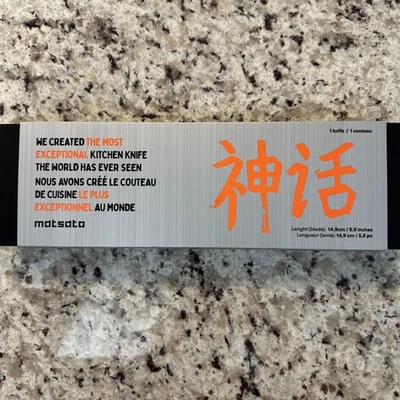 WE CREATED THE MOST
EXCEPTIONAL KITCHEN KNIFE
THE WORLD HAS EVER SEEN
NOUS AVONS CRÉÉ LE COUTEAU
DE CUISINE LE PLUS
EXCEPTIONNEL AU MONDE
matsato
1 knife / 1 couteau
神话
Lenght (blade): 14.9cm / 5.9 inches
Longueur (lame): 14,9 cm / 5,9 po